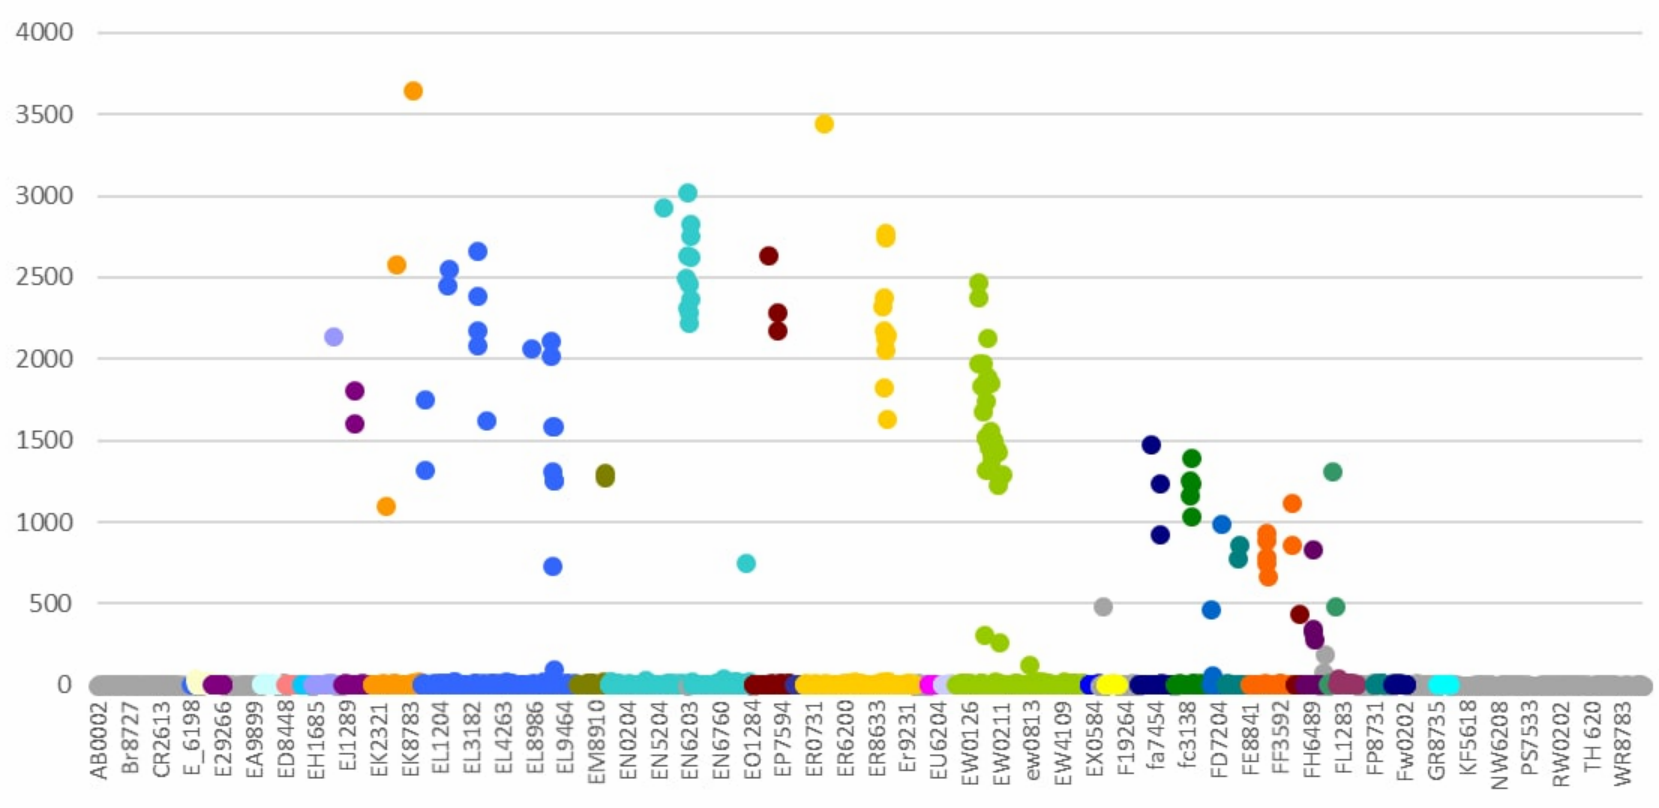 4000
3500
3000
2500
2000
1500
1000
500
0
AB0002
Br8727
CR2613
E_6198
E29266
EA9899
ED8448
EH1685
EJ1289
EK2321
EK8783
EL1204
EL3182
EL4263
EL8986
EL9464
EM8910
EN0204
EN5204
EN6203
EN6760
EO1284
EP7594
ER0731
ER6200
ER8633
Er9231
EU6204
EW0126
EW0211
ew0813
EW4109
EX0584
F19264
fa7454
fc3138
FD7204
FE8841
FF3592
FH6489
FL1283
FP8731
Fw0202
GR8735
KF5618
NW6208
PS7533
RW0202
TH 620
WR8783